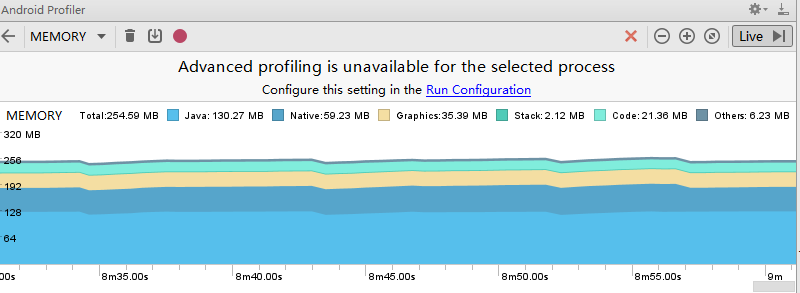 Android Profiler
MEMORY
Live
Advanced profiling is unavailable for the selected process
Configure this setting in the Run Configuration
MEMORY Total:254.59 MB Java: 130.27 MB Native:59.23 MB Graphics:35.39 MB Stack: 2.12 MB Code: 21.36 MB Others: 6.23 MB
320 MB
256
192
128
64
00s 8m35.00s 8m40.00s 8m45.00s 8m50.00s 8m55.00s 9m